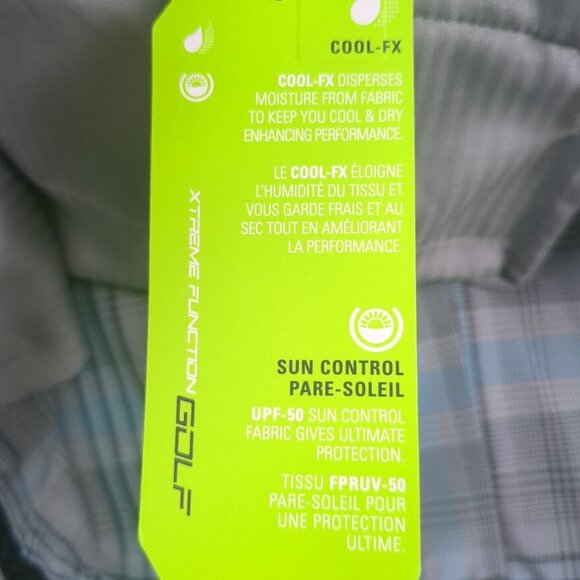 COOL-FX
COOL-FX DISPERSES
MOISTURE FROM FABRIC
TO KEEP YOU COOL & DRY
ENHANCING PERFORMANCE.
LE COOL-FX ÉLOIGNE
L'HUMIDITÉ DU TISSU ET
VOUS GARDE FRAIS ET AU
SEC TOUT EN AMÉLIORANT
LA PERFORMANCE.
XTREME FUNCTION GOLF
SUN CONTROL
PARE-SOLEIL
UPF-50 SUN CONTROL
FABRIC GIVES ULTIMATE
PROTECTION.
TISSU FPRUV-50
PARE-SOLEIL POUR
UNE PROTECTION
ULTIME.